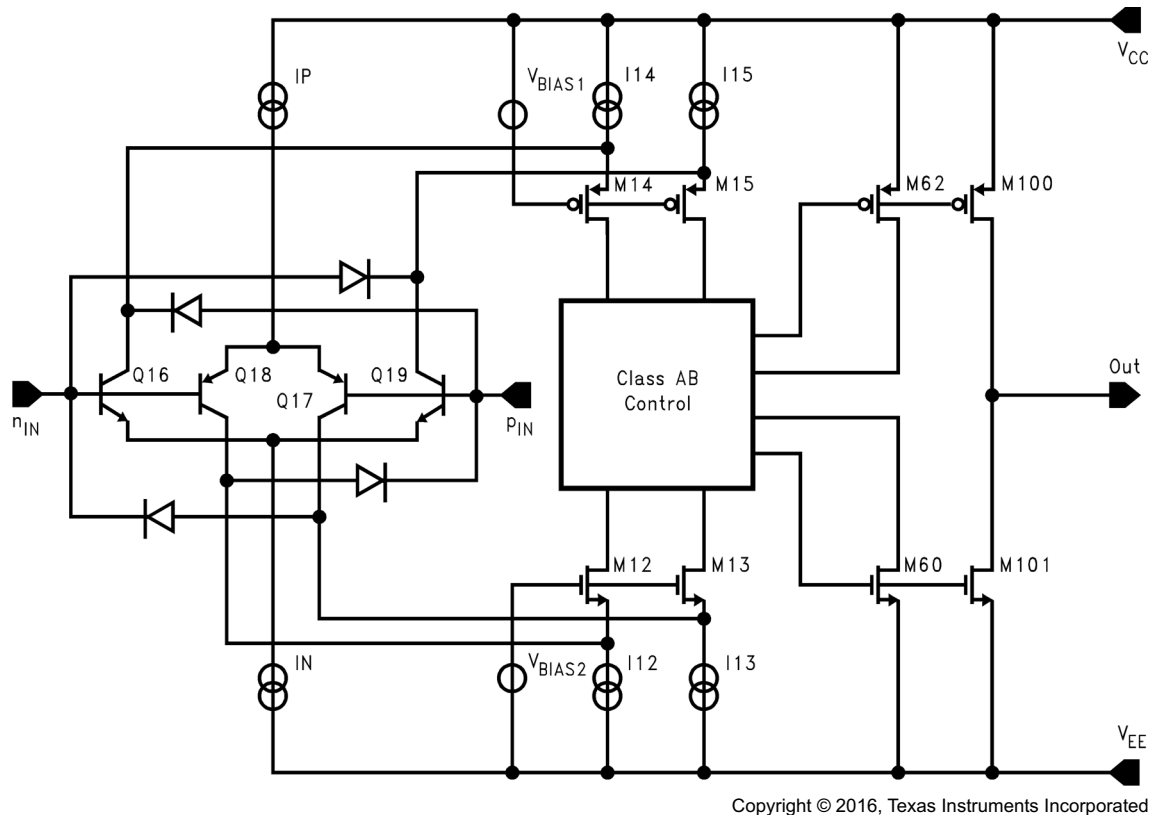 IP
VBIAS1
I14
I15
VCC
M14
M15
M62
M100
Q16
Q18
Q17
Q19
nIN
pIN
Class AB
Control
Out
M12
M13
M60
M101
IN
VBIAS2
I12
I13
VEE
Copyright © 2016, Texas Instruments Incorporated